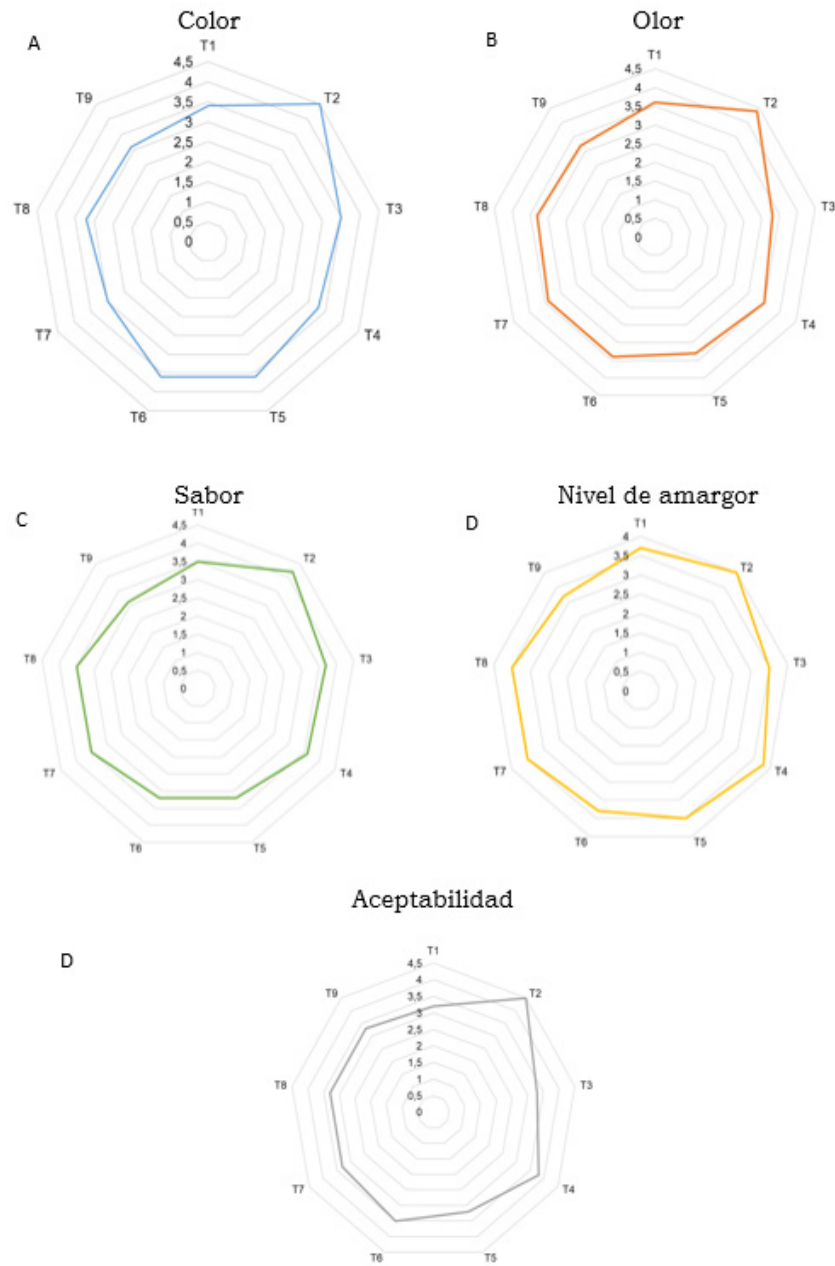 Color
A
T1
4,5
4
3,5
3
2,5
2
1,5
1
0,5
0
T2
T3
T4
T5
T6
T7
T8
T9
Olor
B
T1
4,5
4
3,5
3
2,5
2
1,5
1
0,5
0
T2
T3
T4
T5
T6
T7
T8
T9
Sabor
C
T1
4,5
4
3,5
3
2,5
2
1,5
1
0,5
0
T2
T3
T4
T5
T6
T7
T8
T9
Nivel de amargor
D
T1
4
3,5
3
2,5
2
1,5
1
0,5
0
T2
T3
T4
T5
T6
T7
T8
T9
Aceptabilidad
D
T1
4,5
4
3,5
3
2,5
2
1,5
1
0,5
0
T2
T3
T4
T5
T6
T7
T8
T9